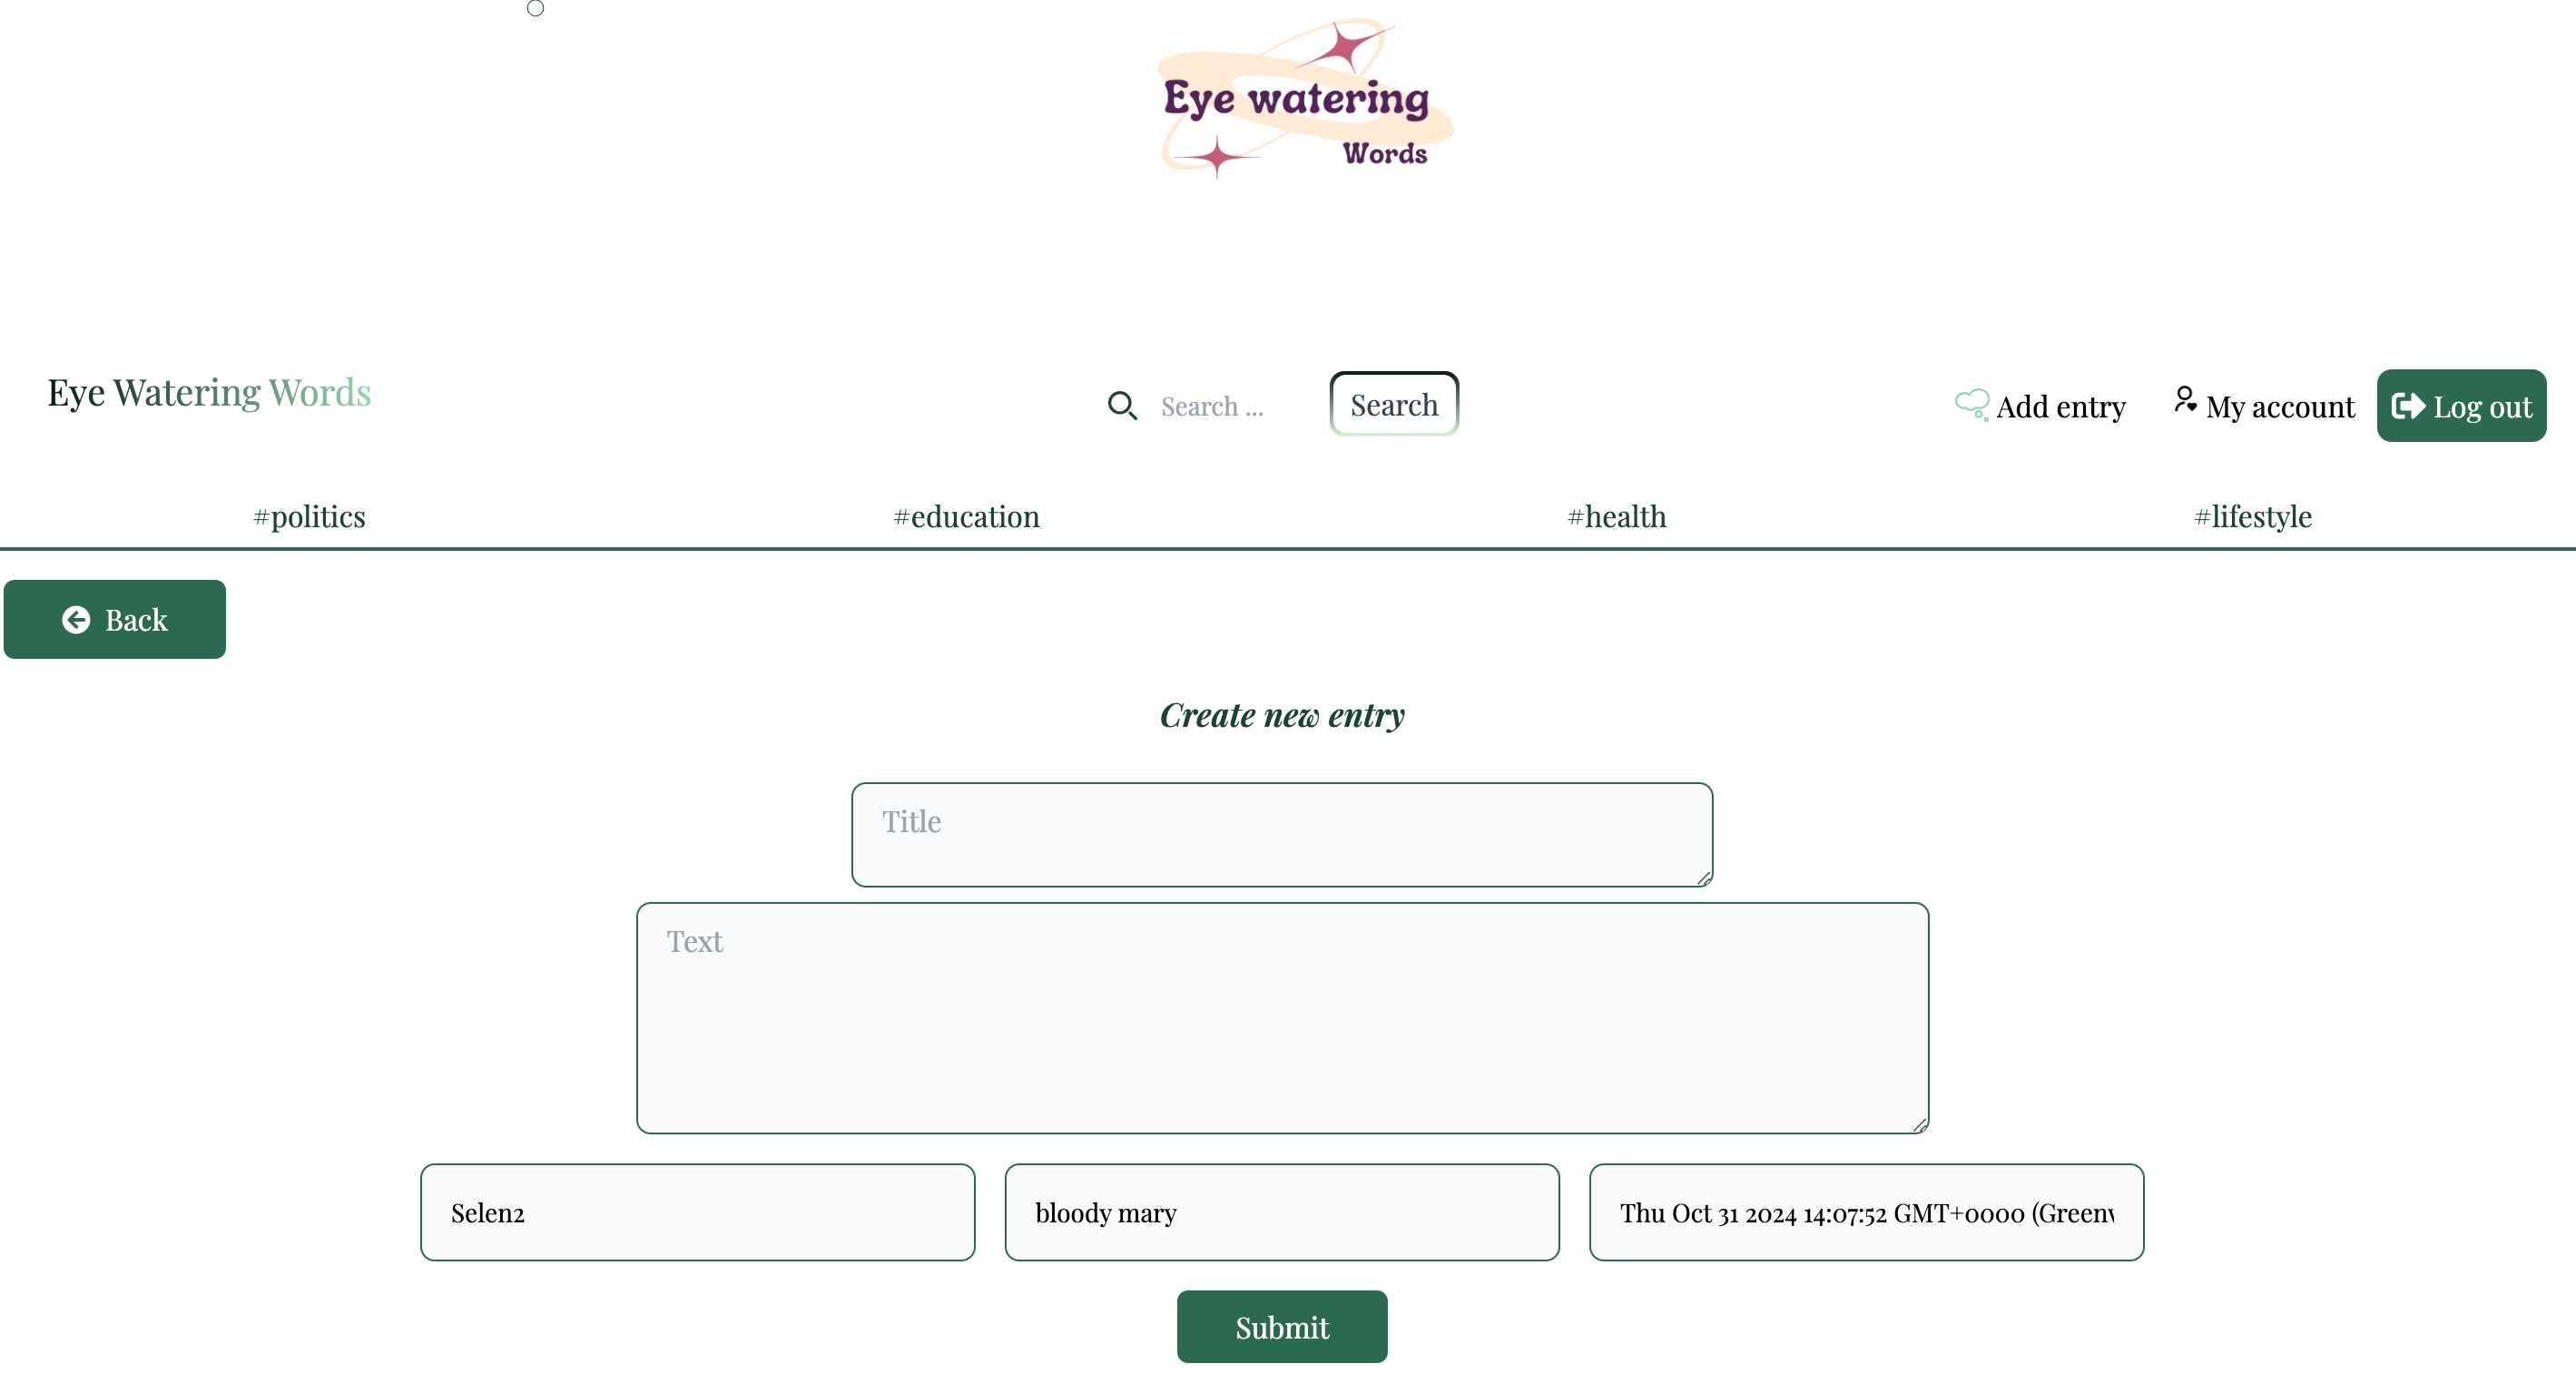 Eye watering
Words
Eye Watering Words
Search ...
Search
Add entry
My account
Log out
#politics
#education
#health
#lifestyle
Back
Create new entry
Title
Text
Selen2
bloody mary
Thu Oct 31 2024 14:07:52 GMT+0000 (Green
Submit